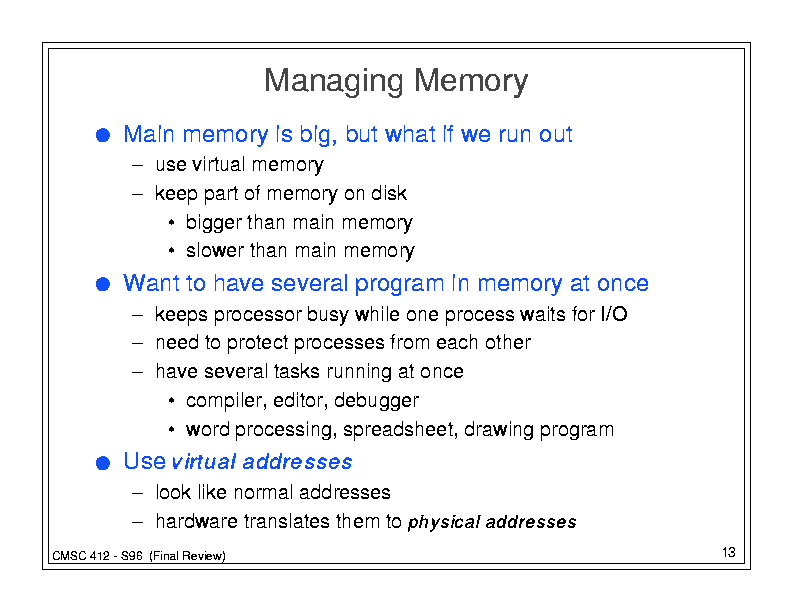 Managing Memory
● Main memory is big, but what if we run out
– use virtual memory
– keep part of memory on disk
• bigger than main memory
• slower than main memory
● Want to have several program in memory at once
– keeps processor busy while one process waits for I/O
– need to protect processes from each other
– have several tasks running at once
• compiler, editor, debugger
• word processing, spreadsheet, drawing program
● Use virtual addresses
– look like normal addresses
– hardware translates them to physical addresses
CMSC 412 - S96 (Final Review)
13